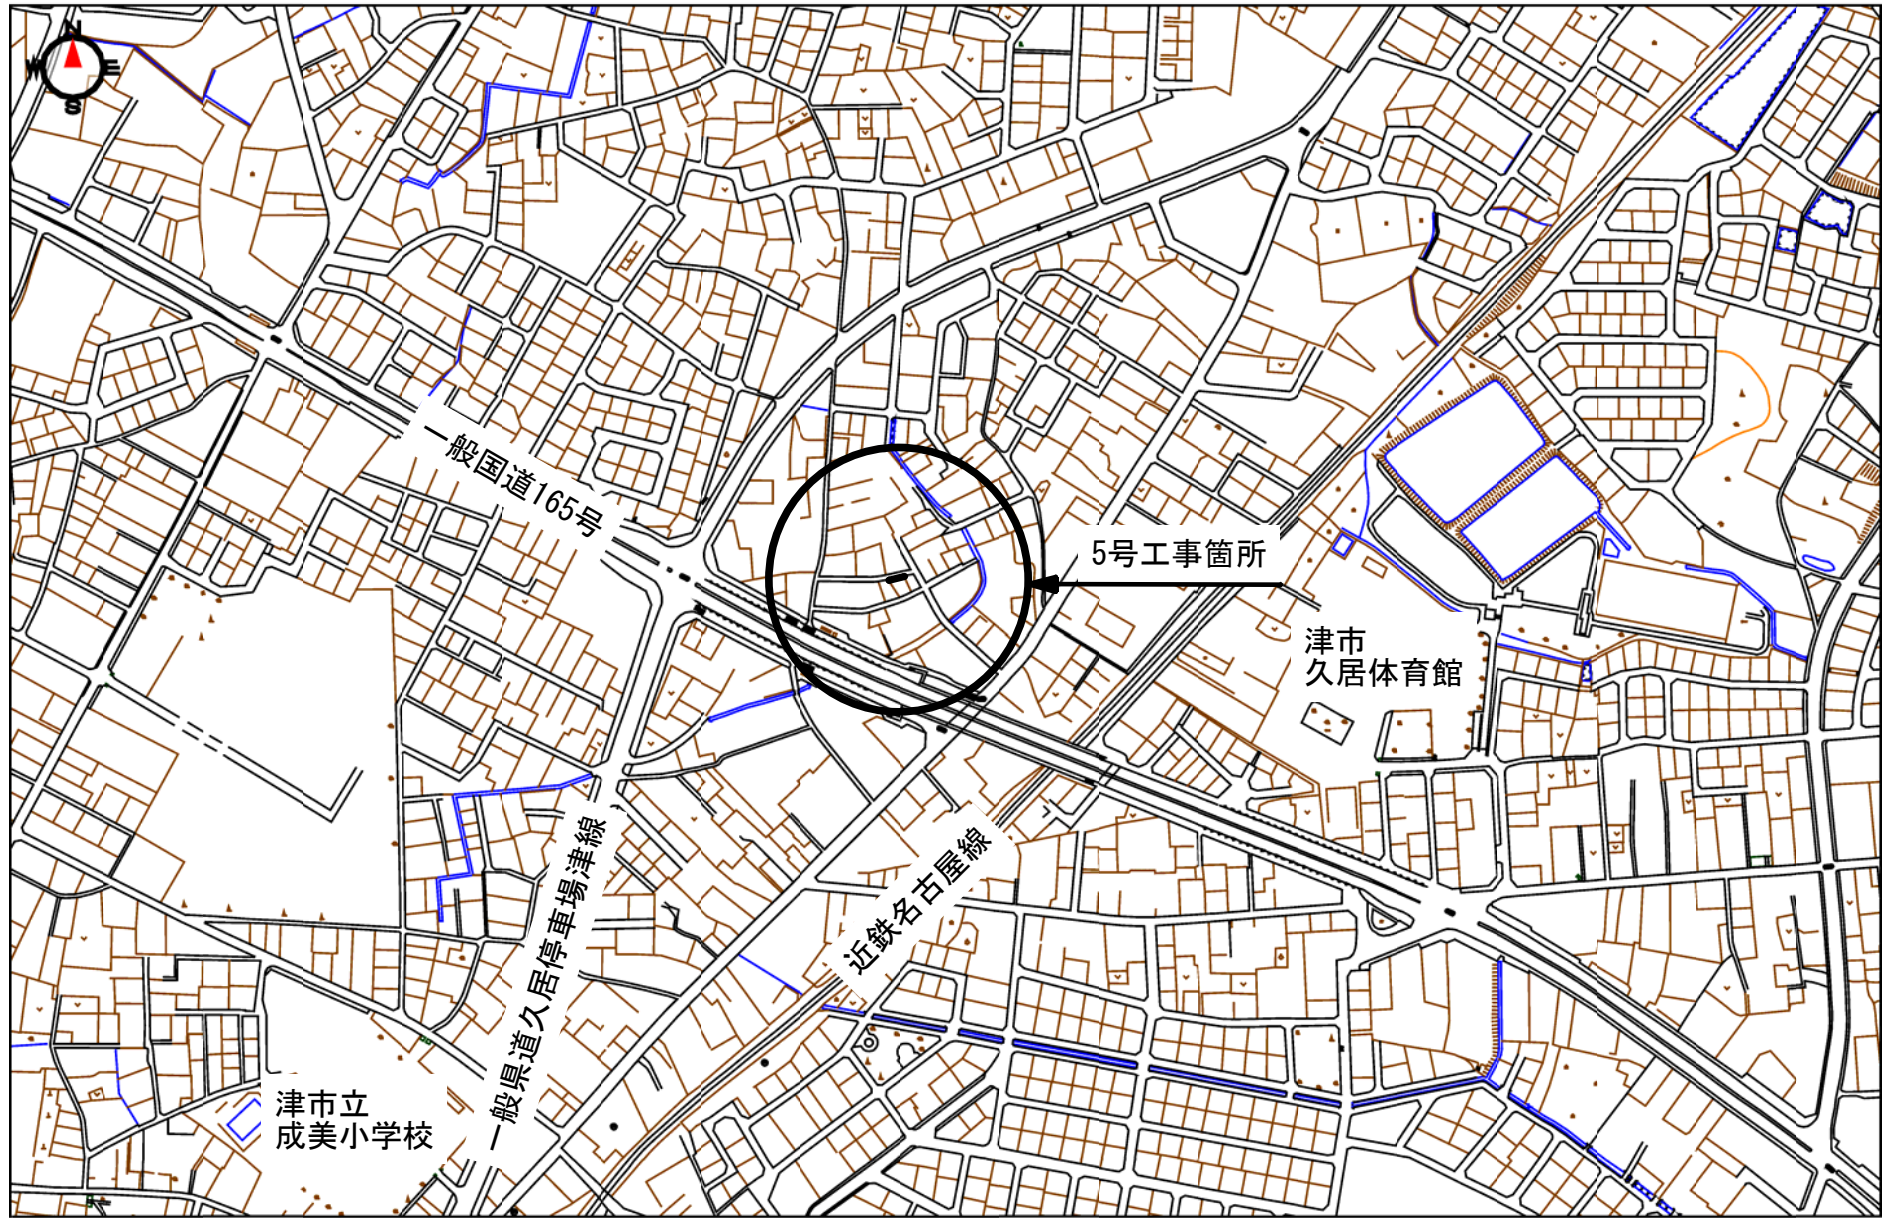 N
W E
S
一般国道165号
5号工事箇所
津市
久居体育館
一般県道久居停車場津線
近鉄名古屋線
津市立
成美小学校